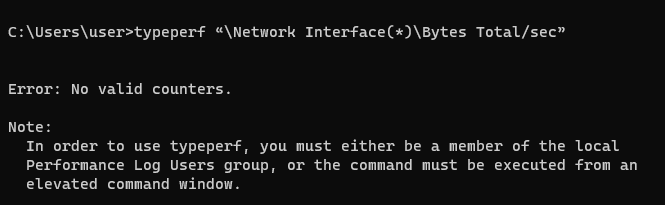 C:\Users\user>typeperf “\Network Interface(*)\Bytes Total/sec”
Error: No valid counters.
Note:
In order to use typeperf, you must either be a member of the local
Performance Log Users group, or the command must be executed from an
elevated command window.